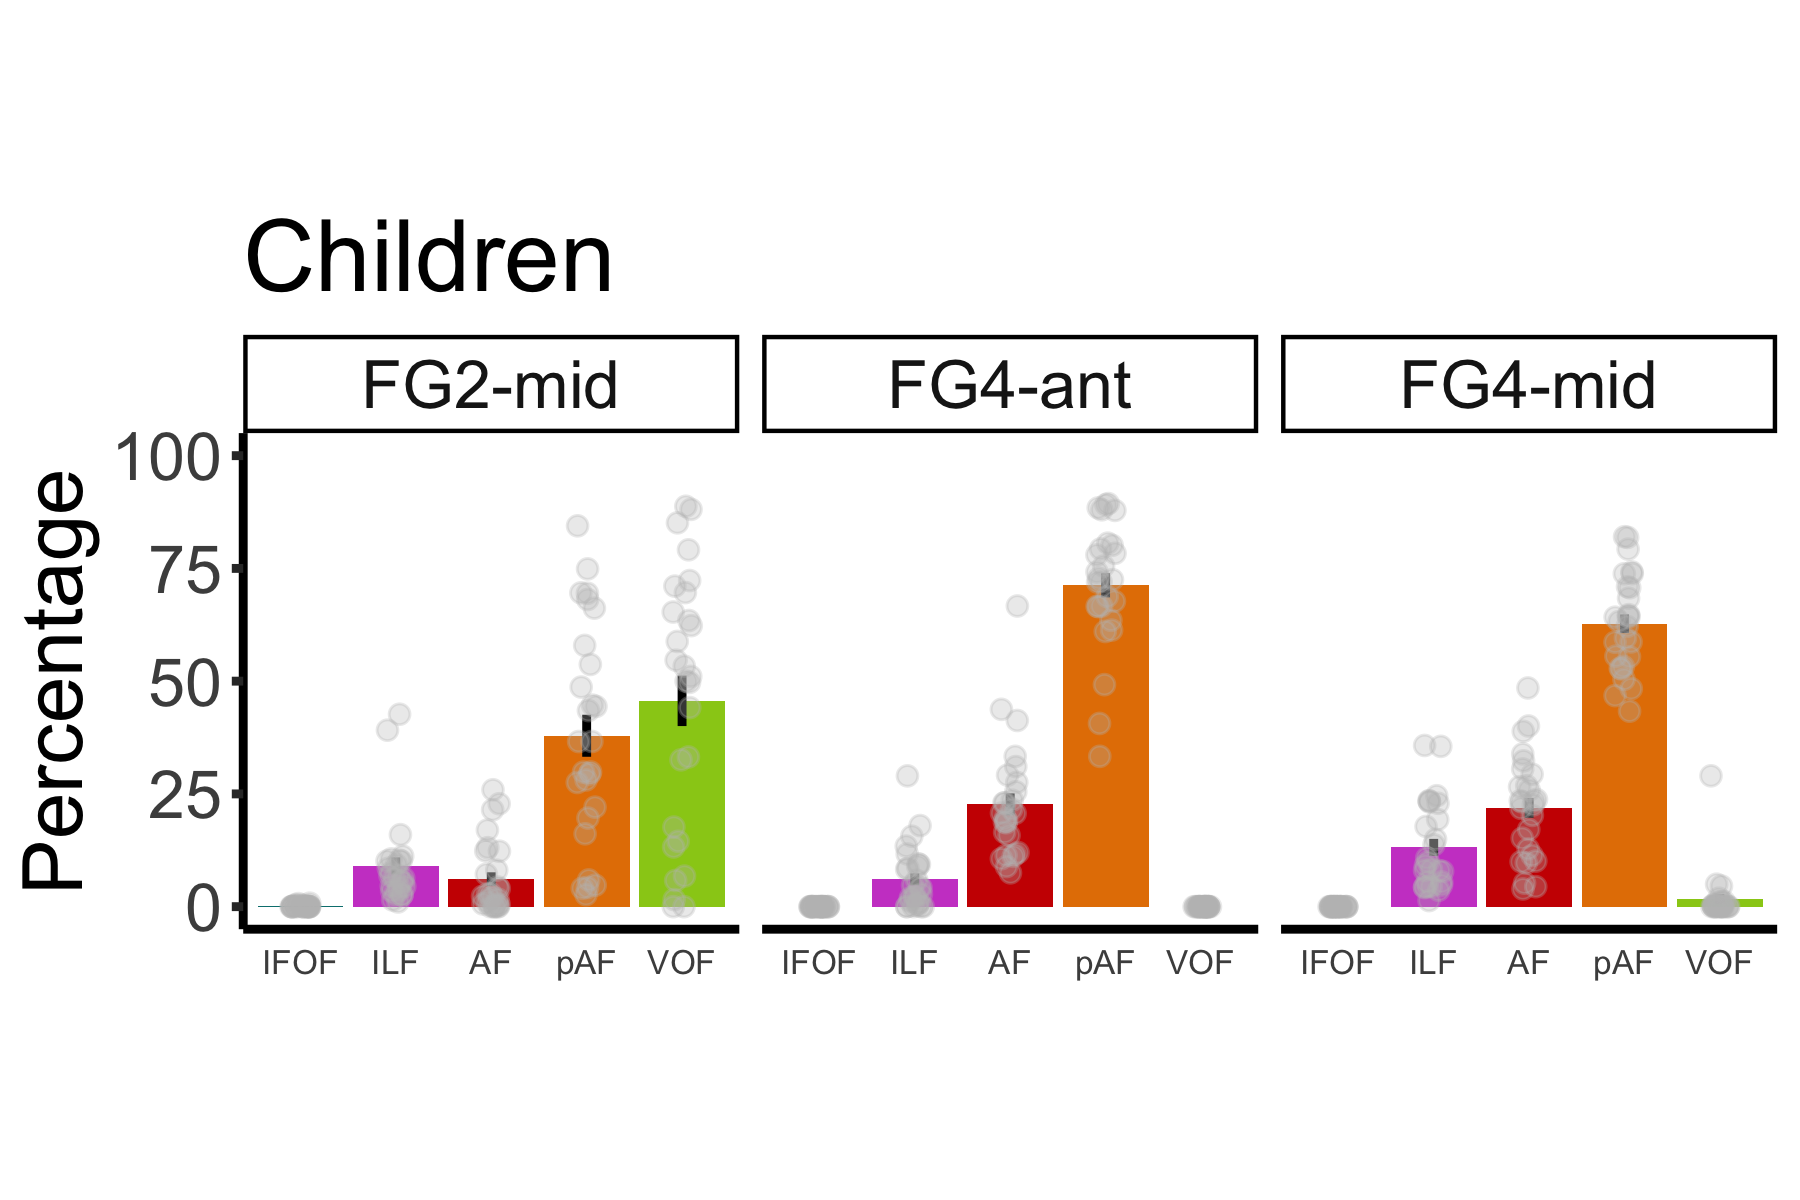 Children
FG2-mid FG4-ant FG4-mid
Percentage
100
75
50
25
0
IFOF ILF AF pAF VOF IFOF ILF AF pAF VOF IFOF ILF AF pAF VOF